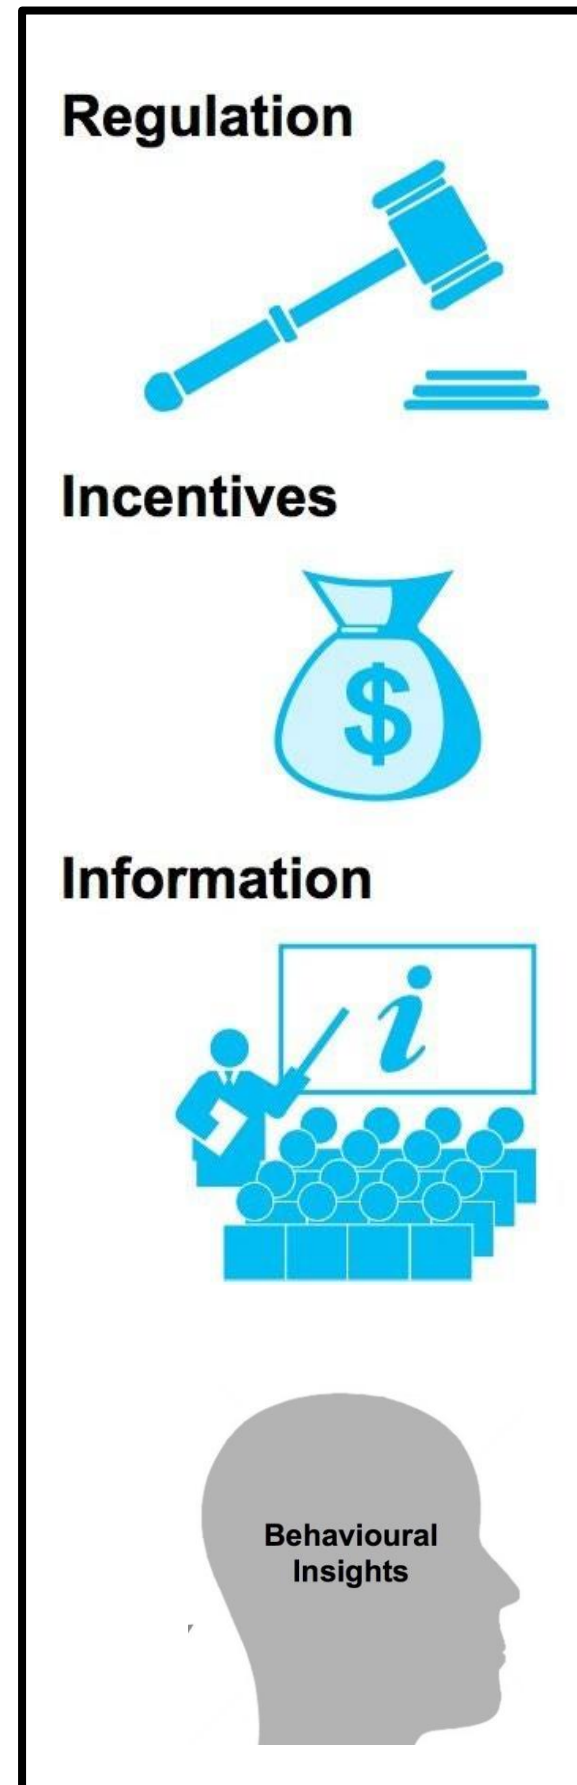 Regulation
Incentives
$
Information
i
Behavioural
Insights